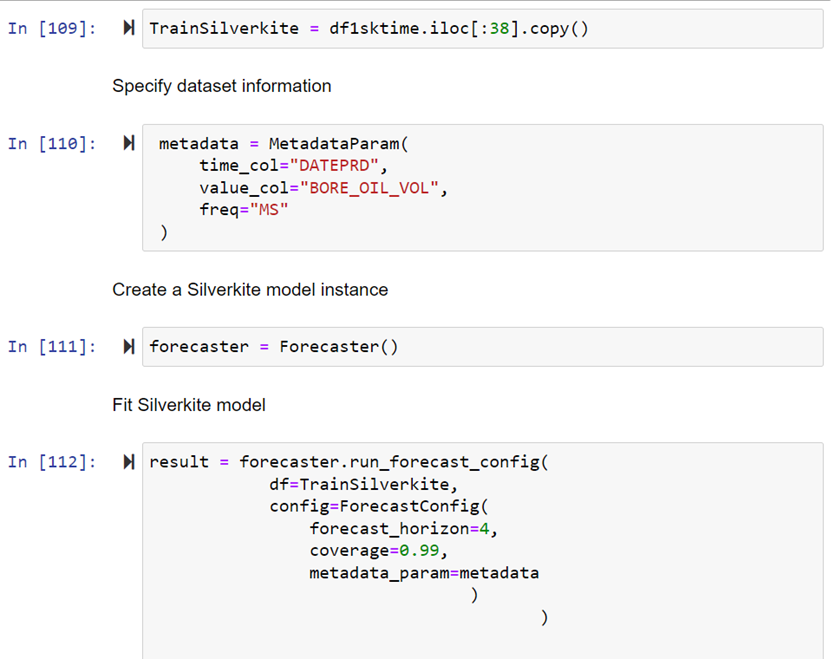 In [109]: TrainSilverkite = df1sktime.iloc[:38].copy()
Specify dataset information
In [110]: metadata = MetadataParam(
time_col="DATEPRD",
value_col="BORE_OIL_VOL",
freq="MS"
)
Create a Silverkite model instance
In [111]: forecaster = Forecaster()
Fit Silverkite model
In [112]: result = forecaster.run_forecast_config(
df=TrainSilverkite,
config=ForecastConfig(
forecast_horizon=4,
coverage=0.99,
metadata_param=metadata
)
)